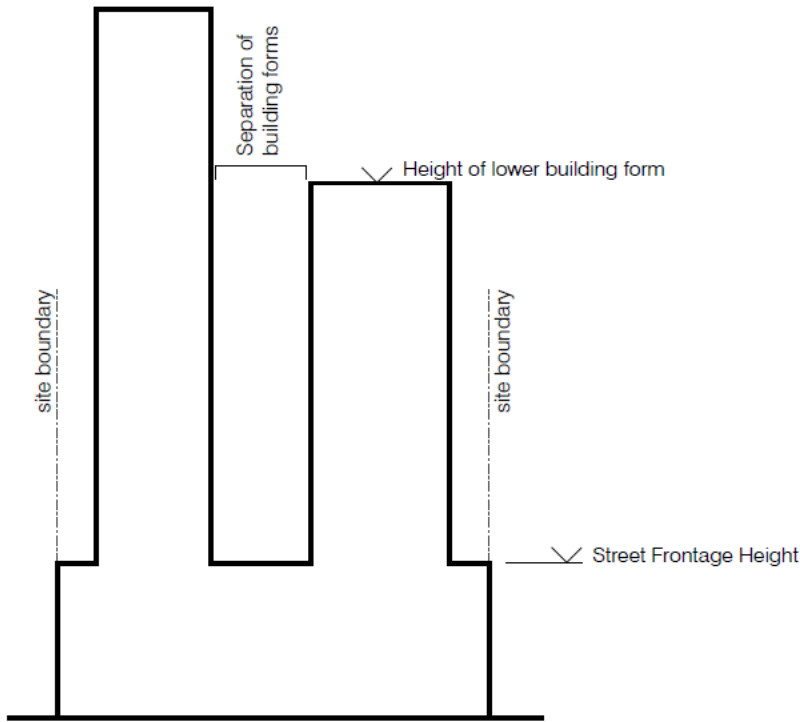 Separation of
building forms
Height of lower building form
site boundary
site boundary
Street Frontage Height